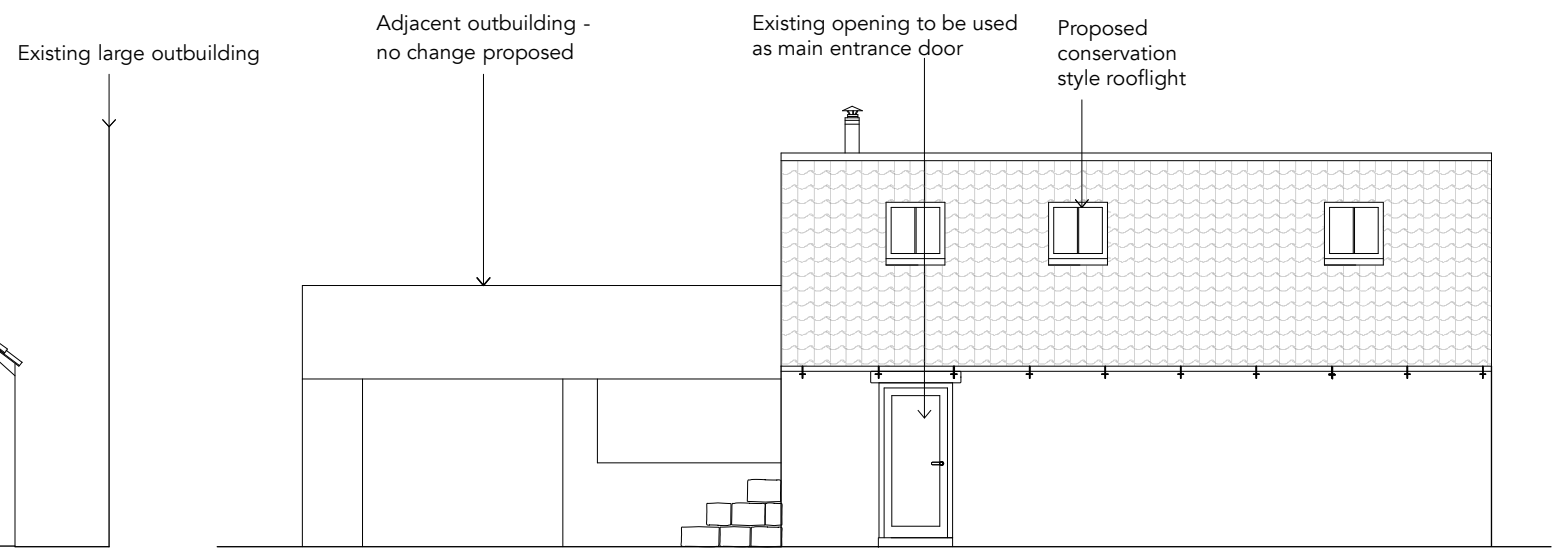 Existing large outbuilding
Adjacent outbuilding -
no change proposed
Existing opening to be used
as main entrance door
Proposed
conservation
style rooflight